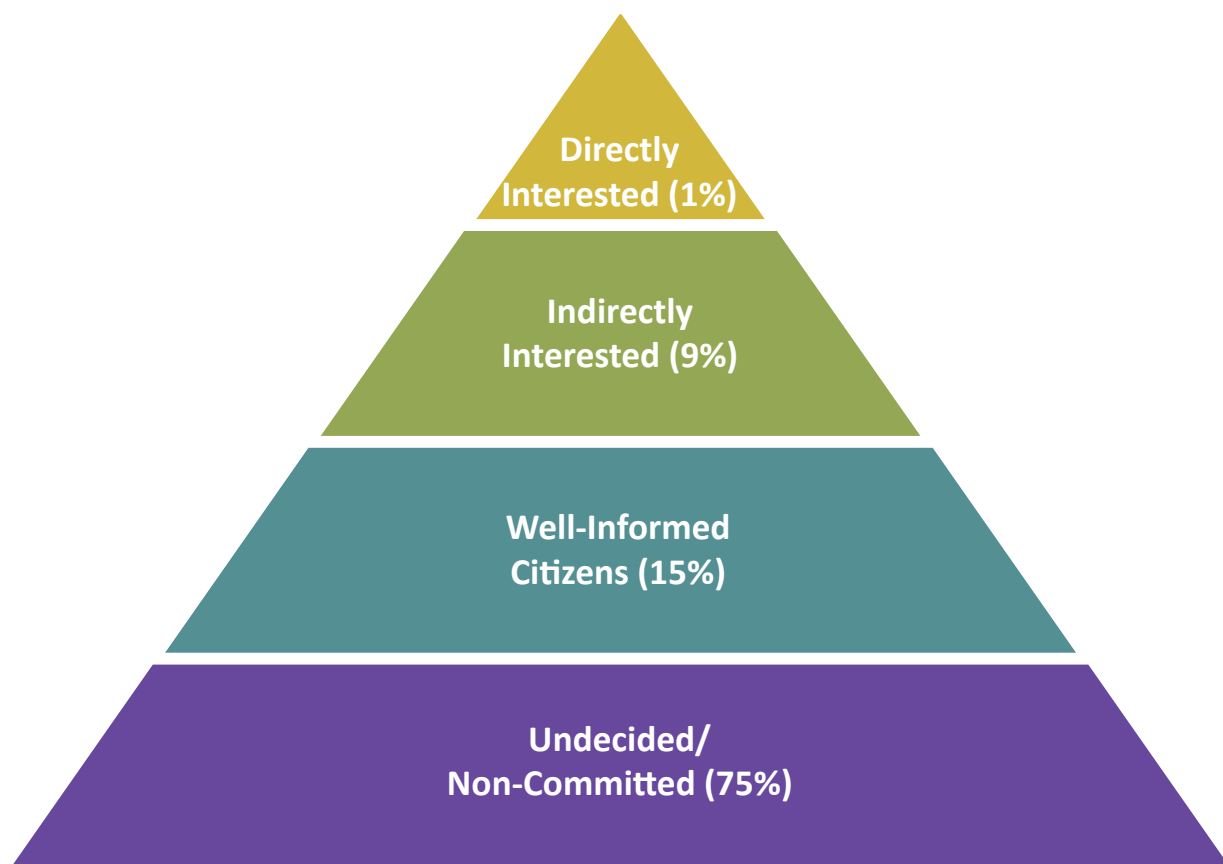 Directly
Interested (1%)
Indirectly
Interested (9%)
Well-Informed
Citizens (15%)
Undecided/
Non-Committed (75%)